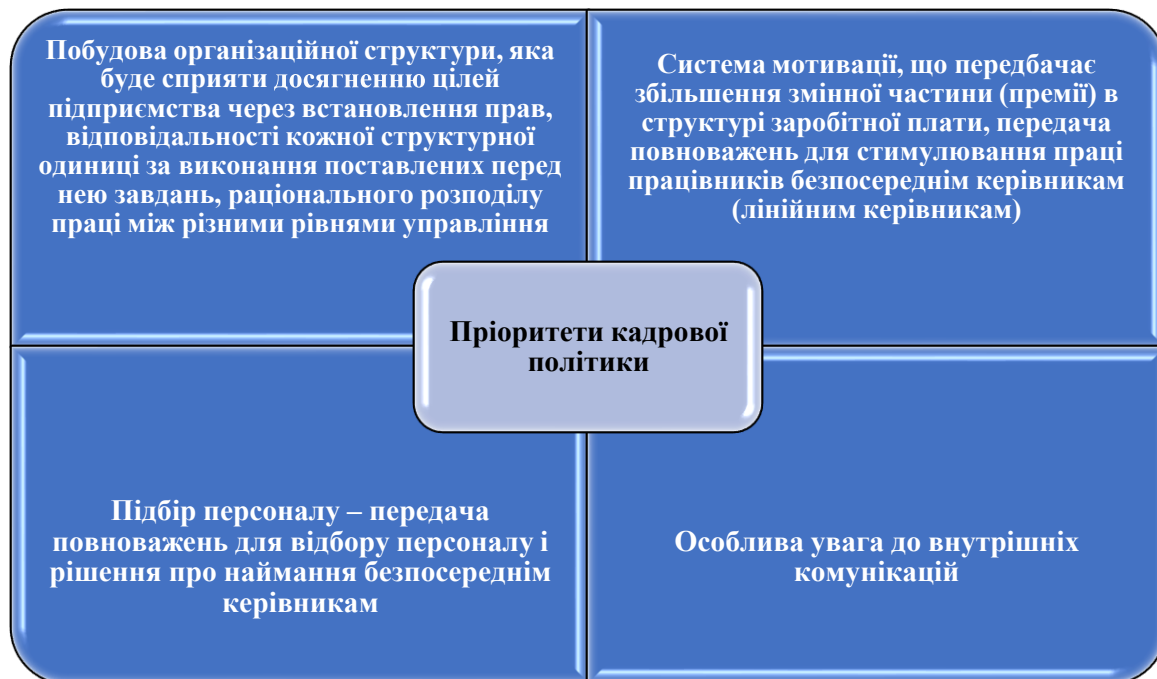 Побудова організаційної структури, яка
буде сприяти досягненню цілей
підприємства через встановлення прав,
відповідальності кожної структурної
одиниці за виконання поставлених перед
нею завдань, раціонального розподілу
праці між різними рівнями управління
Система мотивації, що передбачає
збільшення змінної частини (премії) в
структурі заробітної плати, передача
повноважень для стимулювання праці
працівників безпосереднім керівникам
(лінійним керівникам)
Пріоритети кадрової
політики
Підбір персоналу – передача
повноважень для відбору персоналу і
рішення про наймання безпосереднім
керівникам
Особлива увага до внутрішніх
комунікацій